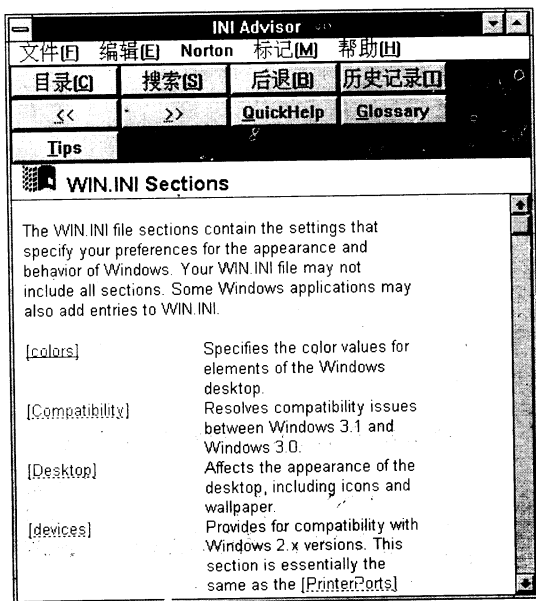 INI Advisor
文件(F) 编辑(E) Norton 标记(M) 帮助(H)
目录(C) 搜索(S) 后退(B) 历史记录(T)
<< >> QuickHelp Glossary
Tips
WIN.INI Sections
The WIN.INI file sections contain the settings that
specify your preferences for the appearance and
behavior of Windows. Your WIN.INI file may not
include all sections. Some Windows applications may
also add entries to WIN.INI.
[colors] Specifies the color values for
elements of the Windows
desktop.
[Compatibility] Resolves compatibility issues
between Windows 3.1 and
Windows 3.0.
[Desktop] Affects the appearance of the
desktop, including icons and
wallpaper.
[devices] Provides for compatibility with
Windows 2.x versions. This
section is essentially the
same as the [PrinterPorts]